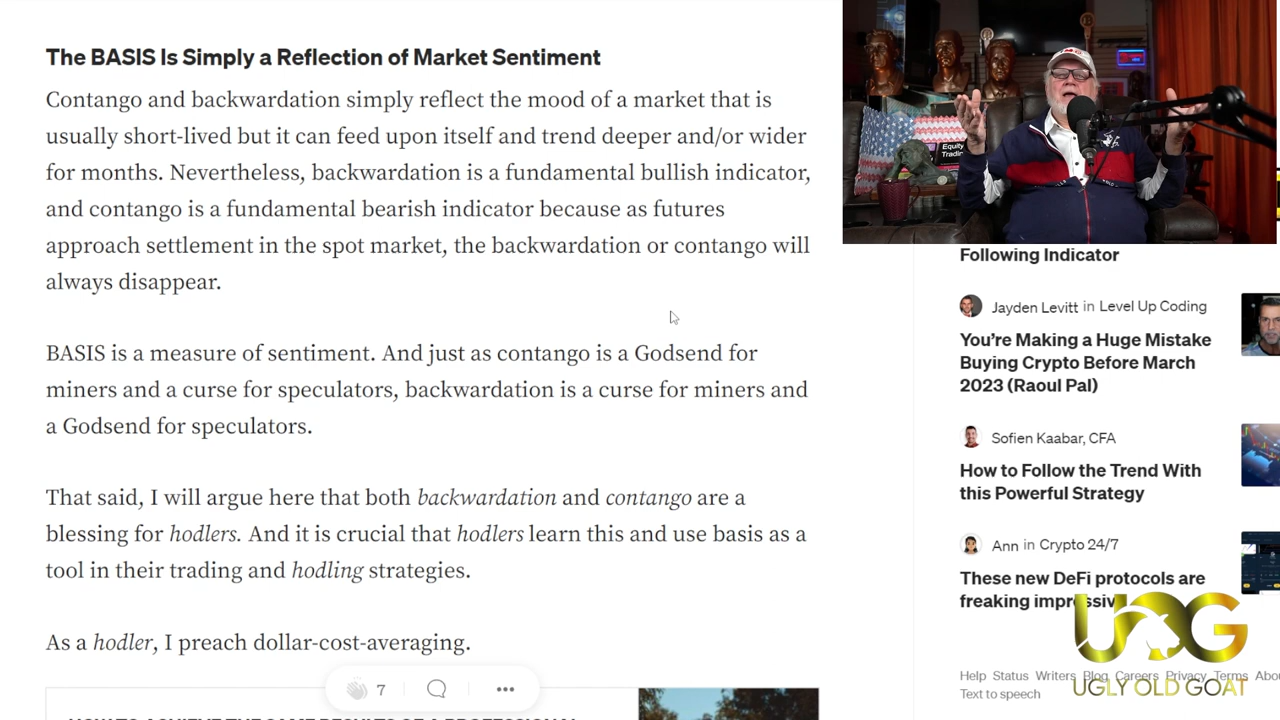 The BASIS Is Simply a Reflection of Market Sentiment
Contango and backwardation simply reflect the mood of a market that is
usually short-lived but it can feed upon itself and trend deeper and/or wider
for months. Nevertheless, backwardation is a fundamental bullish indicator,
and contango is a fundamental bearish indicator because as futures
approach settlement in the spot market, the backwardation or contango will
always disappear.
BASIS is a measure of sentiment. And just as contango is a Godsend for
miners and a curse for speculators, backwardation is a curse for miners and
a Godsend for speculators.
That said, I will argue here that both backwardation and contango are a
blessing for hodlers. And it is crucial that hodlers learn this and use basis as a
tool in their trading and hodling strategies.
As a hodler, I preach dollar-cost-averaging.
7
Equity
Following Indicator
Jayden Levitt in Level Up Coding
You’re Making a Huge Mistake
Buying Crypto Before March
2023 (Raoul Pal)
Sofien Kaabar, CFA
How to Follow the Trend With
this Powerful Strategy
Ann in Crypto 24/7
These new DeFi protocols are
freaking
UOG
UGLY OLD GOAT
Help Status Writers Blog Careers Privacy Terms
Text to speech